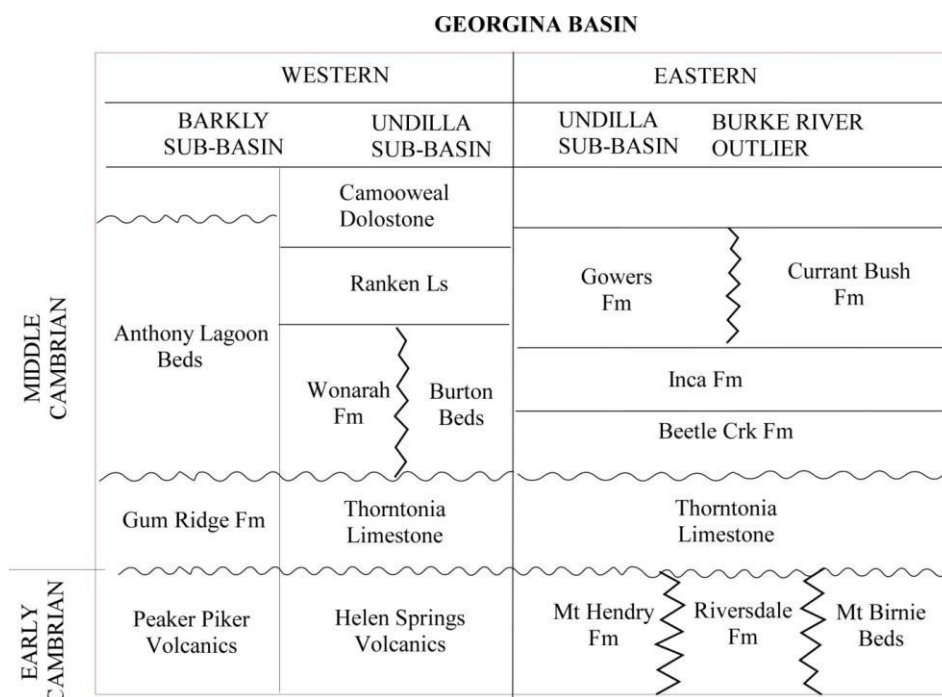 GEORGINA BASIN
WESTERN
EASTERN
BARKLY
SUB-BASIN
UNDILLA
SUB-BASIN
UNDILLA
SUB-BASIN
BURKE RIVER
OUTLIER
MIDDLE
CAMBRIAN
Anthony Lagoon
Beds
Camooweal
Dolostone
Ranken Ls
Wonarah
Fm
Burton
Beds
Gowers
Fm
Currant Bush
Fm
Inca Fm
Beetle Crk Fm
Gum Ridge Fm
Thorntonia
Limestone
Thorntonia
Limestone
EARLY
CAMBRIAN
Peaker Piker
Volcanics
Helen Springs
Volcanics
Mt Hendry
Fm
Riversdale
Fm
Mt Birnie
Beds